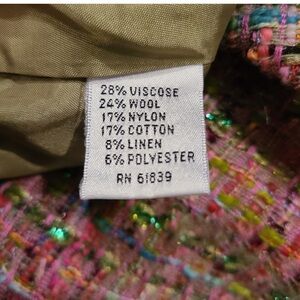 28% VISCOSE
24% WOOL
17% NYLON
17% COTTON
8% LINEN
6% POLYESTER
RN 61839